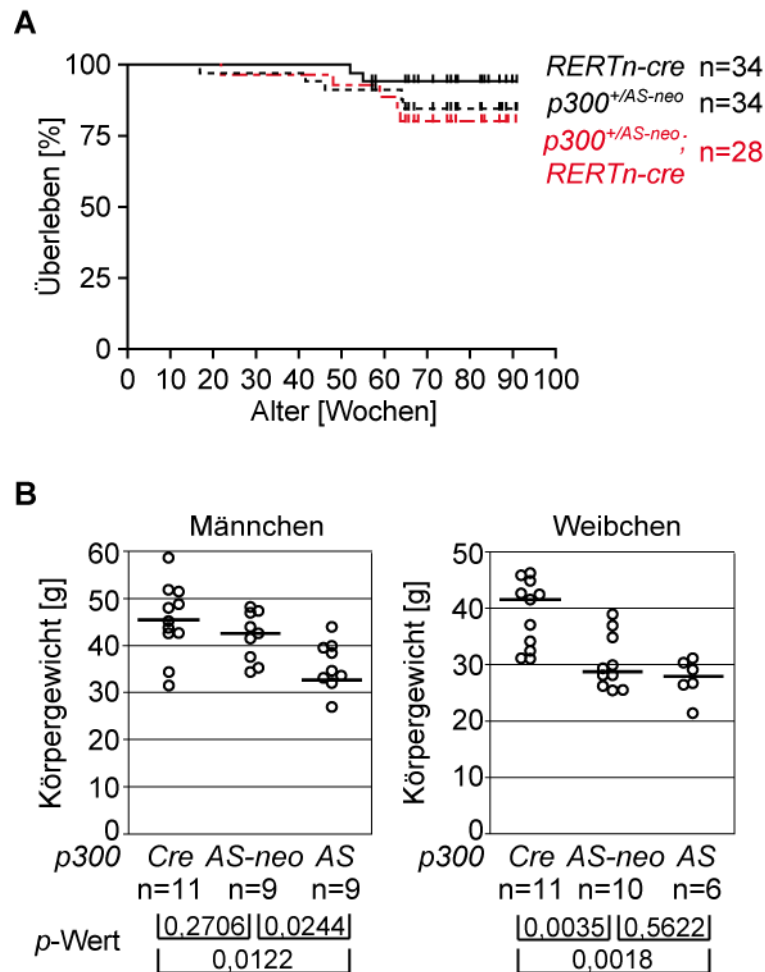 A
100
75
50
25
0
Überleben [%]
0 10 20 30 40 50 60 70 80 90 100
Alter [Wochen]
RERTn-cre n=34
p300+/AS-neo n=34
p300+/AS-neo; n=28
RERTn-cre
B
Männchen
60
50
40
30
20
10
0
Körpergewicht [g]
p300 Cre AS-neo AS
n=11 n=9 n=9
p-Wert
0,2706 0,0244
0,0122
Weibchen
50
40
30
20
10
0
Körpergewicht [g]
p300 Cre AS-neo AS
n=11 n=10 n=6
0,0035 0,5622
0,0018